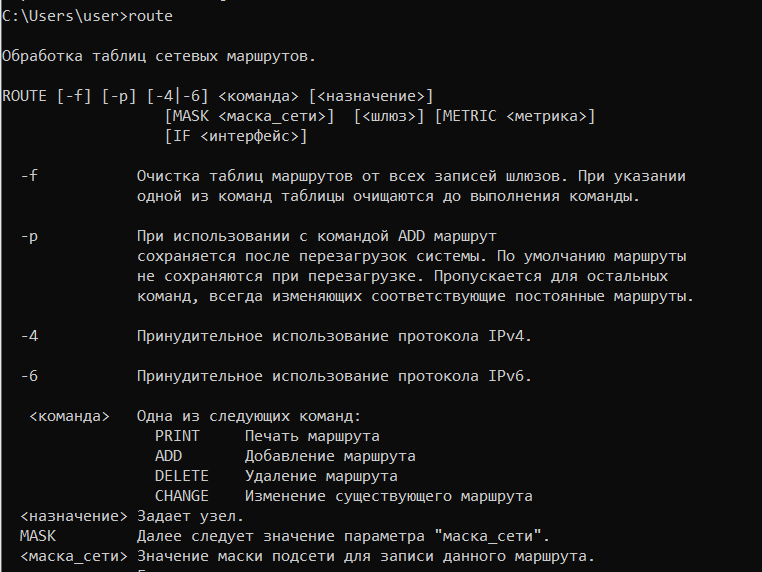 C:\Users\user>route
Обработка таблиц сетевых маршрутов.
ROUTE [-f] [-p] [-4|-6] <команда> [<назначение>]
[MASK <маска_сети>]  [<шлюз>] [METRIC <метрика>]
[IF <интерфейс>]
-f           Очистка таблиц маршрутов от всех записей шлюзов. При указании
одной из команд таблицы очищаются до выполнения команды.
-p           При использовании с командой ADD маршрут
сохраняется после перезагрузок системы. По умолчанию маршруты
не сохраняются при перезагрузке. Пропускается для остальных
команд, всегда изменяющих соответствующие постоянные маршруты.
-4           Принудительное использование протокола IPv4.
-6           Принудительное использование протокола IPv6.
<команда>   Одна из следующих команд:
PRINT     Печать маршрута
ADD       Добавление маршрута
DELETE    Удаление маршрута
CHANGE    Изменение существующего маршрута
<назначение> Задает узел.
MASK         Далее следует значение параметра "маска_сети".
<маска_сети> Значение маски подсети для записи данного маршрута.